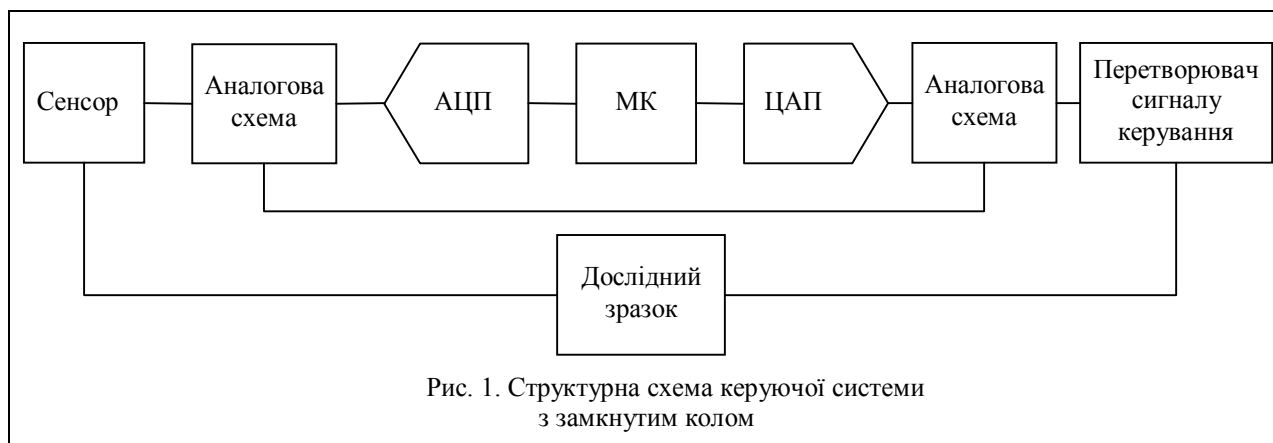 Сенсор
Аналогова
схема
АЦП
МК
ЦАП
Аналогова
схема
Перетворювач
сигналу
керування
Дослідний
зразок
Рис. 1. Структурна схема керуючої системи
з замкнутим колом